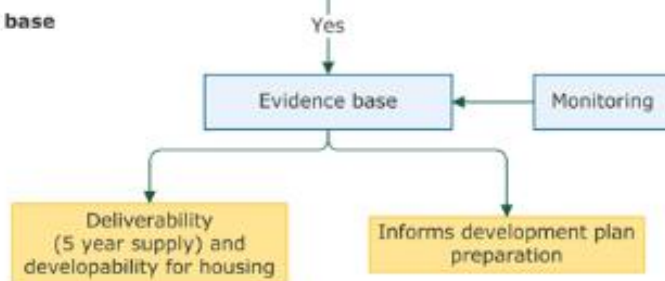 base
Yes
Evidence base
Monitoring
Deliverability
(5 year supply) and
developability for housing
Informs development plan
preparation